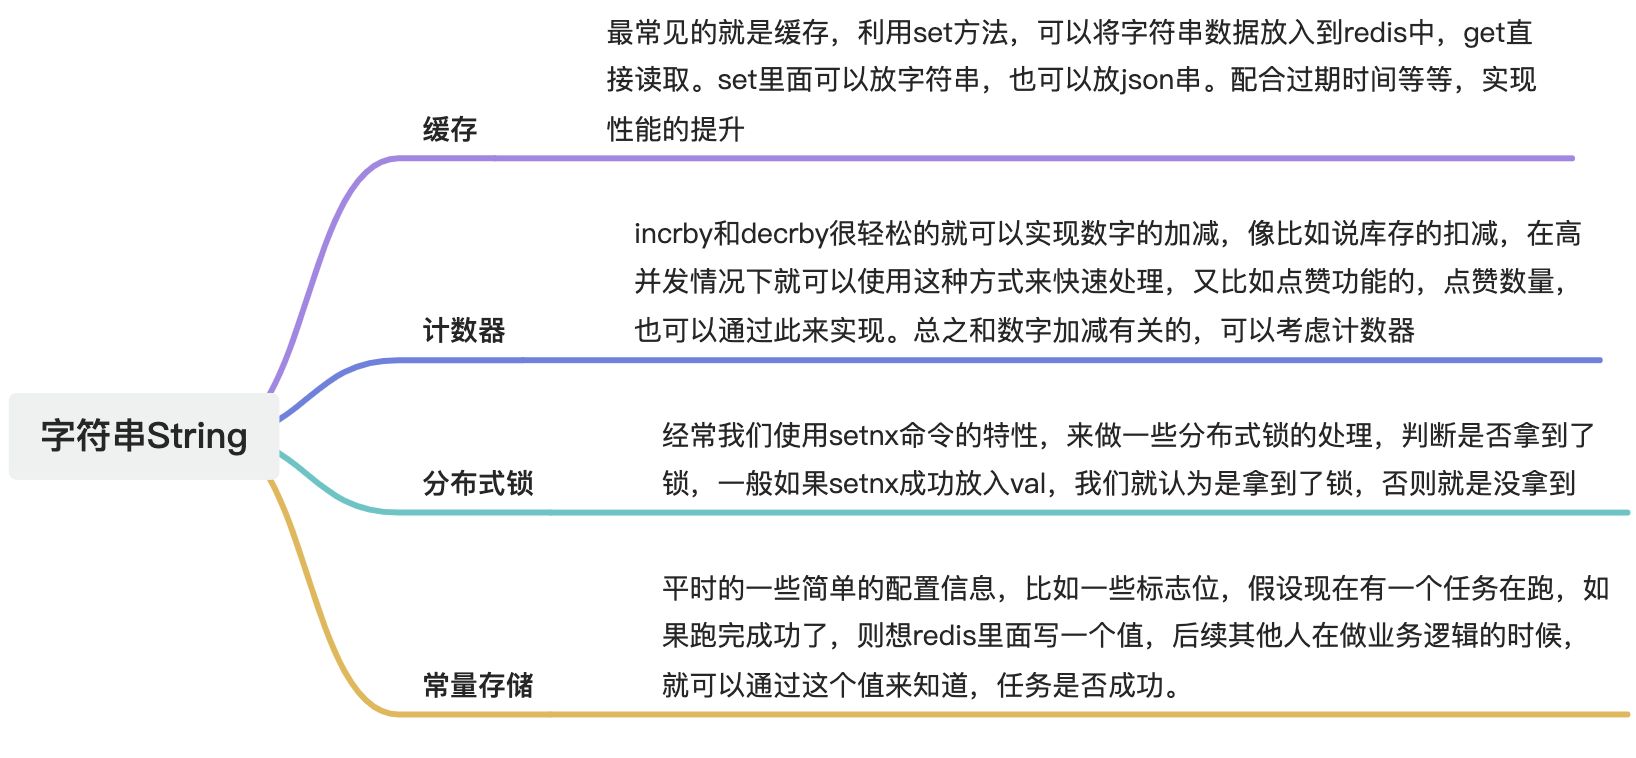 最常见的就是缓存，利用set方法，可以将字符串数据放入到redis中，get直
接读取。set里面可以放字符串，也可以放json串。配合过期时间等等，实现
性能的提升
缓存
incrby和decrby很轻松的就可以实现数字的加减，像比如说库存的扣减，在高
并发情况下就可以使用这种方式来快速处理，又比如点赞功能的，点赞数量，
也可以通过此来实现。总之和数字加减有关的，可以考虑计数器
计数器
字符串String
经常我们使用setnx命令的特性，来做一些分布式锁的处理，判断是否拿到了
锁，一般如果setnx成功放入val，我们就认为是拿到了锁，否则就是没拿到
分布式锁
平时的一些简单的配置信息，比如一些标志位，假设现在有一个任务在跑，如
果跑完成功了，则想redis里面写一个值，后续其他人在做业务逻辑的时候，
就可以通过这个值来知道，任务是否成功。
常量存储